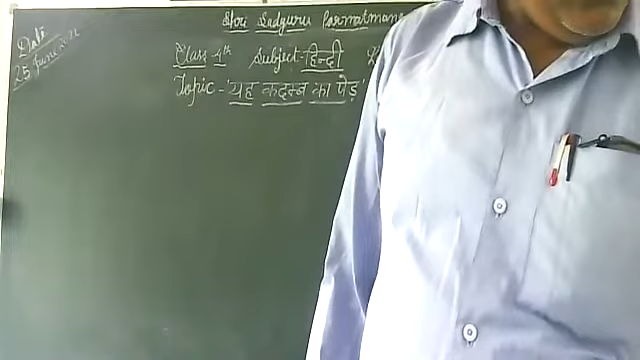 Shri Sadguru Parmatmane
Date
25 June
Class 4th Subject-हिन्दी
Topic-'यह कदम्ब का पेड़'